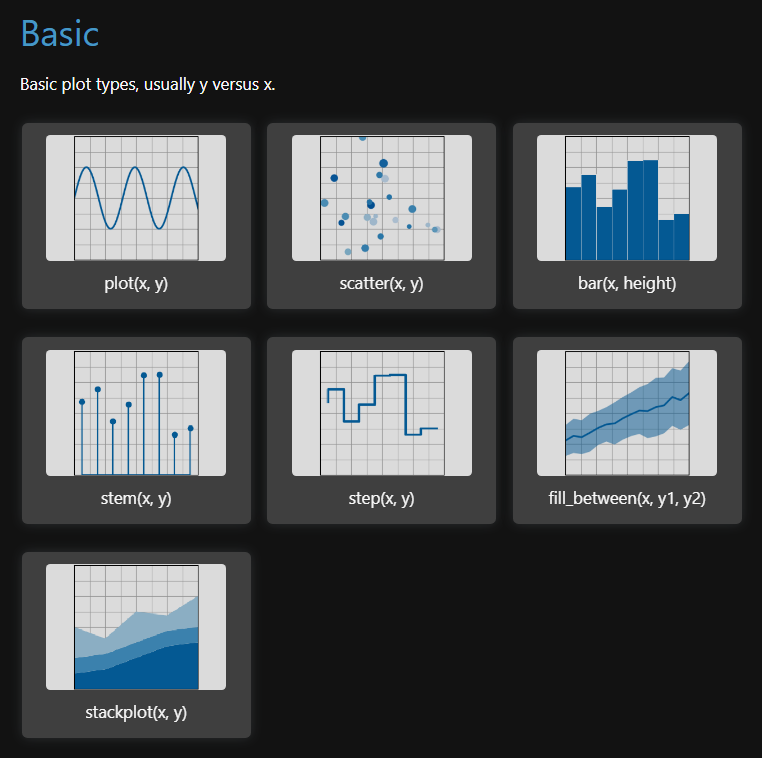 Basic
Basic plot types, usually y versus x.
plot(x, y)
scatter(x, y)
bar(x, height)
stem(x, y)
step(x, y)
fill_between(x, y1, y2)
stackplot(x, y)